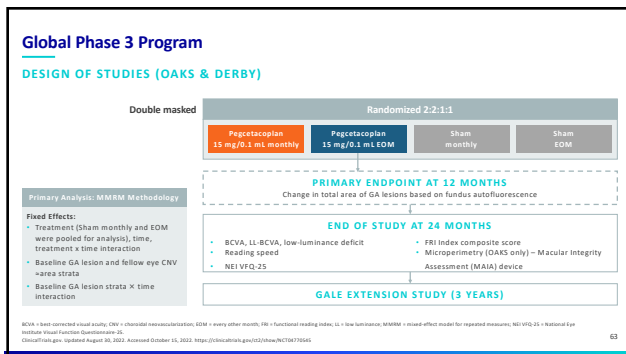 Global Phase 3 Program
DESIGN OF STUDIES (OAKS & DERBY)
Double masked
Randomized 2:2:1:1
Pegcetacoplan
15 mg/0.1 mL monthly
Pegcetacoplan
15 mg/0.1 mL EOM
Sham
monthly
Sham
EOM
PRIMARY ENDPOINT AT 12 MONTHS
Change in total area of GA lesions based on fundus autofluorescence
Primary Analysis: MMRM Methodology
Fixed Effects:
• Treatment (Sham monthly and EOM
were pooled for analysis), time,
treatment x time interaction
• Baseline GA lesion and fellow eye CNV
=area strata
• Baseline GA lesion strata × time
interaction
END OF STUDY AT 24 MONTHS
• BCVA, LL-BCVA, low-luminance deficit
• Reading speed
• NEI VFQ-25
• FRI Index composite score
• Microperimetry (OAKS only) – Macular Integrity
Assessment (MAIA) device
GALE EXTENSION STUDY (3 YEARS)
BCVA = best-corrected visual acuity; CNV = choroidal neovascularization; EOM = every other month; FRI = functional reading index; LL = low luminance; MMRM = mixed-effect model for repeated measures; NEI VFQ-25 = National Eye
Institute Visual Function Questionnaire-25.
ClinicalTrials.gov. Updated August 30, 2022. Accessed October 15, 2022. https://clinicaltrials.gov/ct2/show/NCT04770545
63